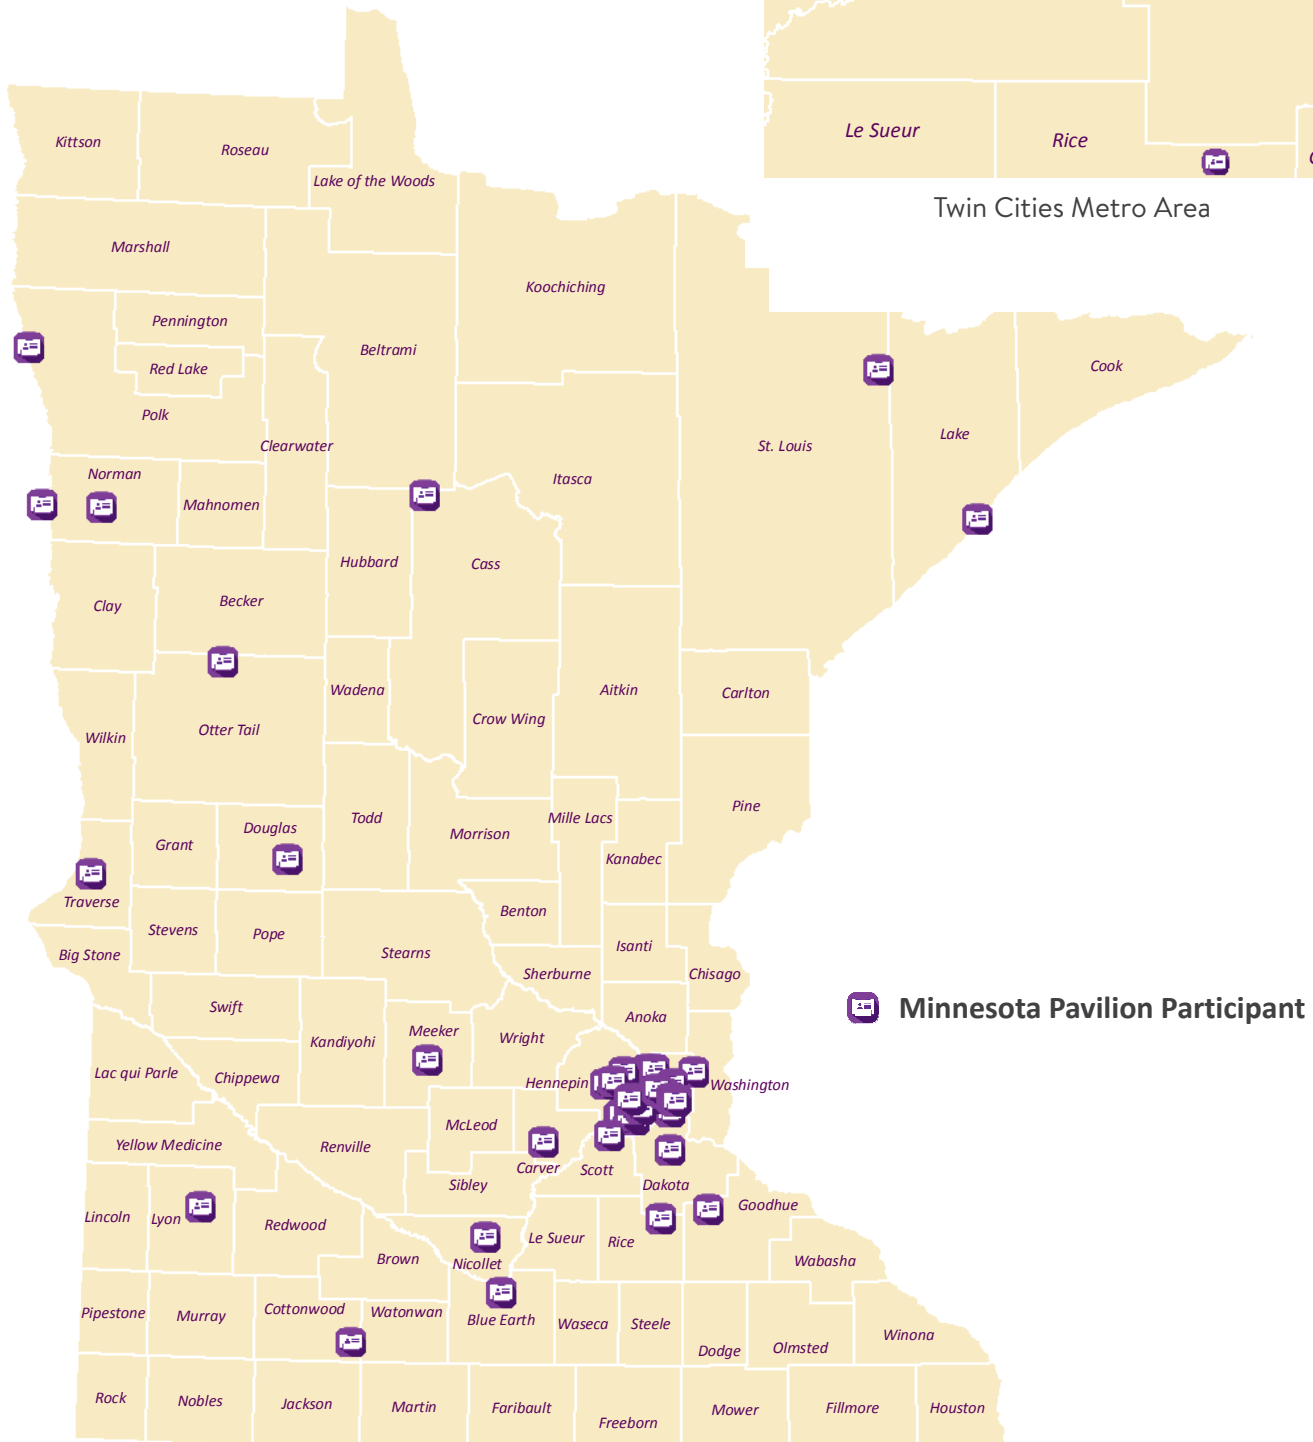 Le Sueur
Rice
Twin Cities Metro Area
Kittson
Roseau
Lake of the Woods
Marshall
Koochiching
Pennington
Beltrami
Red Lake
Cook
Polk
Lake
Clearwater
St. Louis
Norman
Itasca
Mahnomen
Hubbard
Cass
Becker
Clay
Wadena
Aitkin
Carlton
Crow Wing
Otter Tail
Wilkin
Pine
Todd
Mille Lacs
Douglas
Morrison
Grant
Kanabec
Traverse
Benton
Stevens
Pope
Isanti
Big Stone
Stearns
Sherburne
Chisago
Swift
Minnesota Pavilion Participant
Anoka
Meeker
Wright
Kandiyohi
Lac qui Parle
Chippewa
Hennepin
Washington
McLeod
Yellow Medicine
Renville
Carver
Scott
Sibley
Dakota
Goodhue
Lincoln
Lyon
Redwood
Le Sueur
Rice
Brown
Nicollet
Wabasha
Pipestone
Murray
Cottonwood
Watonwan
Blue Earth
Waseca
Steele
Dodge
Olmsted
Winona
Rock
Nobles
Jackson
Martin
Faribault
Freeborn
Mower
Fillmore
Houston